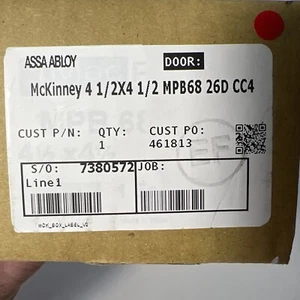 ASSA ABLOY DOOR:
McKinney 4 1/2X4 1/2 MPB68 26D CC4
CUST P/N: QTY: CUST PO:
1 461813
S/O: 7380572 JOB:
Line1
MCK_BOX_LABEL_V2